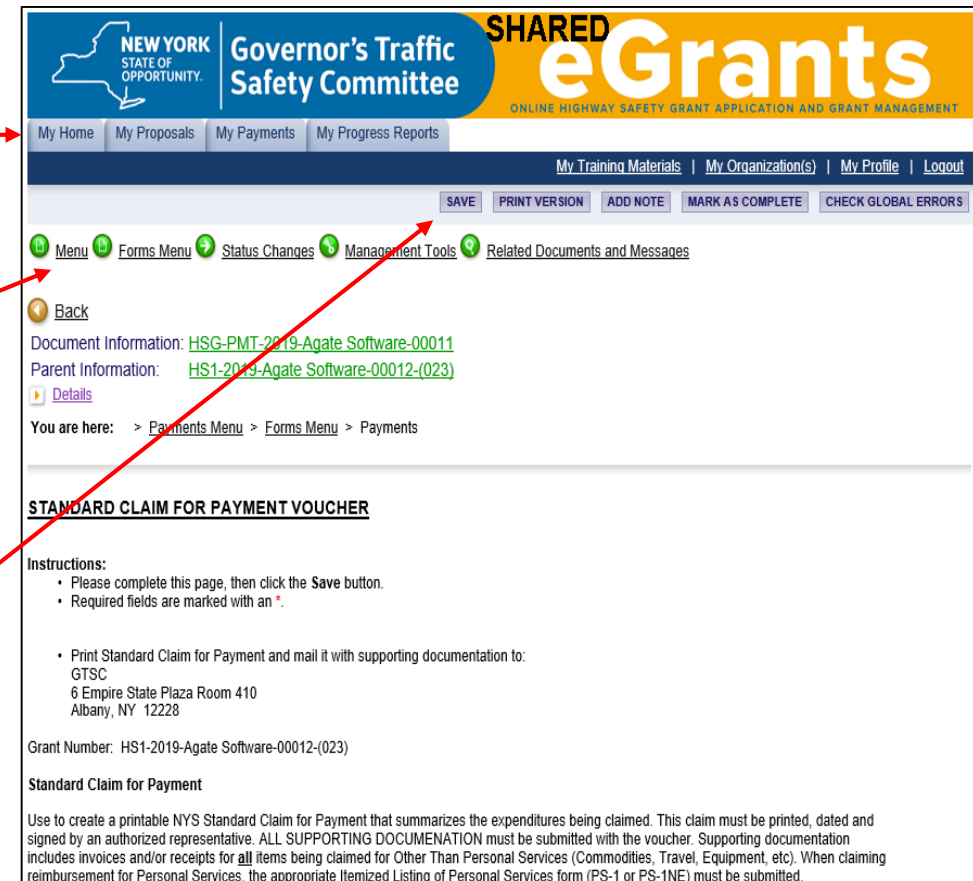 SHARED
NEW YORK
STATE OF
OPPORTUNITY.
Governor's Traffic
Safety Committee
eGrants
ONLINE HIGHWAY SAFETY GRANT APPLICATION AND GRANT MANAGEMENT
My Home My Proposals My Payments My Progress Reports
My Training Materials | My Organization(s) | My Profile | Logout
SAVE PRINT VERSION ADD NOTE MARK AS COMPLETE CHECK GLOBAL ERRORS
Menu Forms Menu Status Changes Management Tools Related Documents and Messages
Back
Document Information: HSG-PMT-2019-Agate Software-00011
Parent Information: HS1-2019-Agate Software-00012-(023)
Details
You are here: > Payments Menu > Forms Menu > Payments
STANDARD CLAIM FOR PAYMENT VOUCHER
Instructions:
• Please complete this page, then click the Save button.
• Required fields are marked with an *.
• Print Standard Claim for Payment and mail it with supporting documentation to:
GTSC
6 Empire State Plaza Room 410
Albany, NY 12228
Grant Number: HS1-2019-Agate Software-00012-(023)
Standard Claim for Payment
Use to create a printable NYS Standard Claim for Payment that summarizes the expenditures being claimed. This claim must be printed, dated and
signed by an authorized representative. ALL SUPPORTING DOCUMENATION must be submitted with the voucher. Supporting documentation
includes invoices and/or receipts for all items being claimed for Other Than Personal Services (Commodities, Travel, Equipment, etc). When claiming
reimbursement for Personal Services, the appropriate Itemized Listing of Personal Services form (PS-1 or PS-1NE) must be submitted.